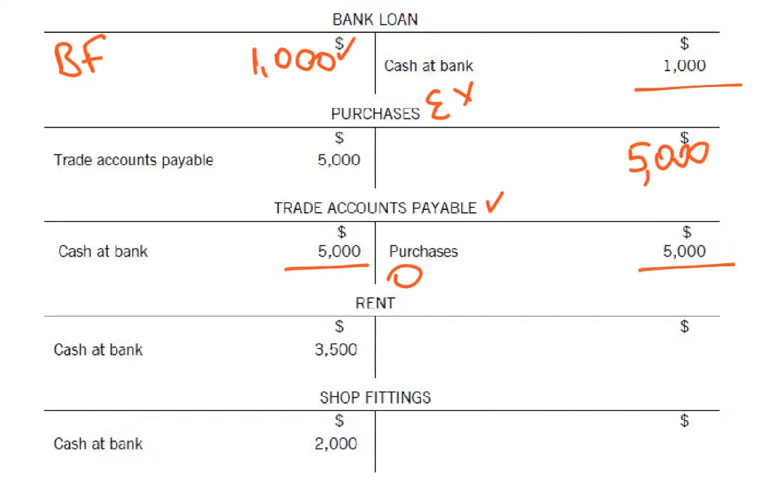 BANK LOAN
$ $
BF 1,000 ✓ Cash at bank 1,000
PURCHASES Ex
$ $
Trade accounts payable 5,000 5,000
TRADE ACCOUNTS PAYABLE ✓
$ $
Cash at bank 5,000 Purchases 5,000
0
RENT
$ $
Cash at bank 3,500
SHOP FITTINGS
$ $
Cash at bank 2,000